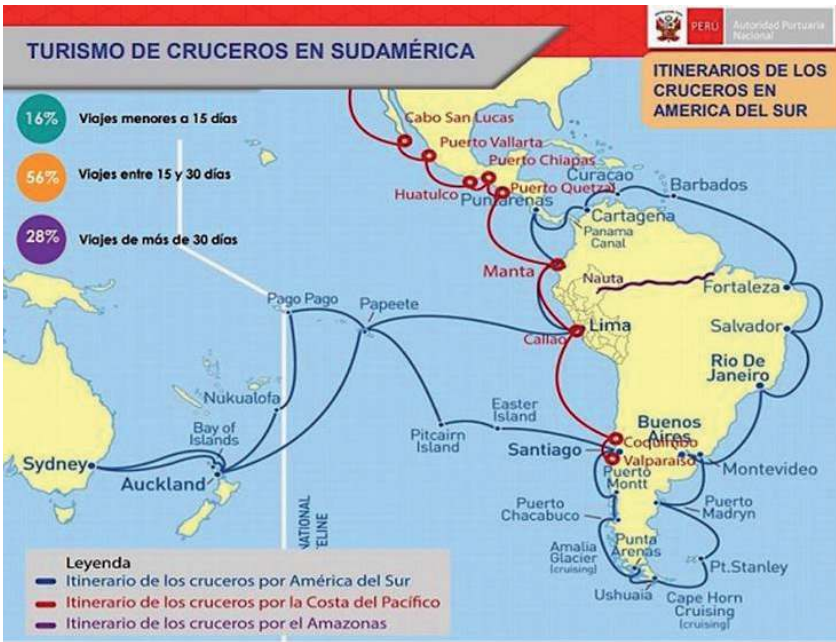 PERÚ
Autoridad Portuaria
Nacional
TURISMO DE CRUCEROS EN SUDAMÉRICA
ITINERARIOS DE LOS
CRUCEROS EN
AMERICA DEL SUR
16%
Viajes menores a 15 días
56%
Viajes entre 15 y 30 días
28%
Viajes de más de 30 días
Cabo San Lucas
Puerto Vallarta
Puerto Chiapas
Huatulco
Puerto Quetzal
Puntarenas
Curacao
Barbados
Cartagena
Panama
Canal
Manta
Nauta
Fortaleza
Pago Pago
Papeete
Callao
Lima
Salvador
Rio De
Janeiro
Nukualofa
Bay of
Islands
Easter
Island
Pitcairn
Island
Buenos
Aires
Coquimbo
Santiago
Valparaiso
Montevideo
Sydney
Auckland
Puerto
Montt
Puerto
Chacabuco
Puerto
Madryn
NATIONAL
TELINE
Amalia
Glacier
(cruising)
Punta
Arenas
Pt.Stanley
Ushuaia
Cape Horn
Cruising
(cruising)
Leyenda
Itinerario de los cruceros por América del Sur
Itinerario de los cruceros por la Costa del Pacífico
Itinerario de los cruceros por el Amazonas